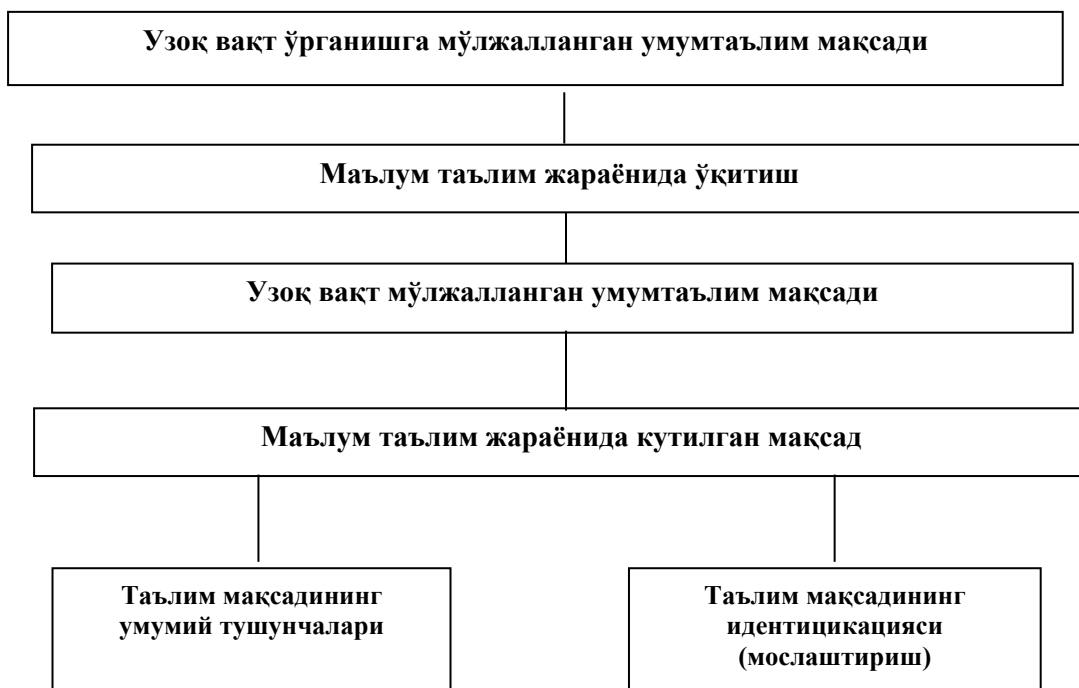 Узоқ вақт ўрганишга мўлжалланган умумтаълим мақсади
Маълум таълим жараёнида ўқитиш
Узоқ вақт мўлжалланган умумтаълим мақсади
Маълум таълим жараёнида кутилган мақсад
Таълим мақсадининг
умумий тушунчалари
Таълим мақсадининг
идентицикацияси
(мослаштириш)